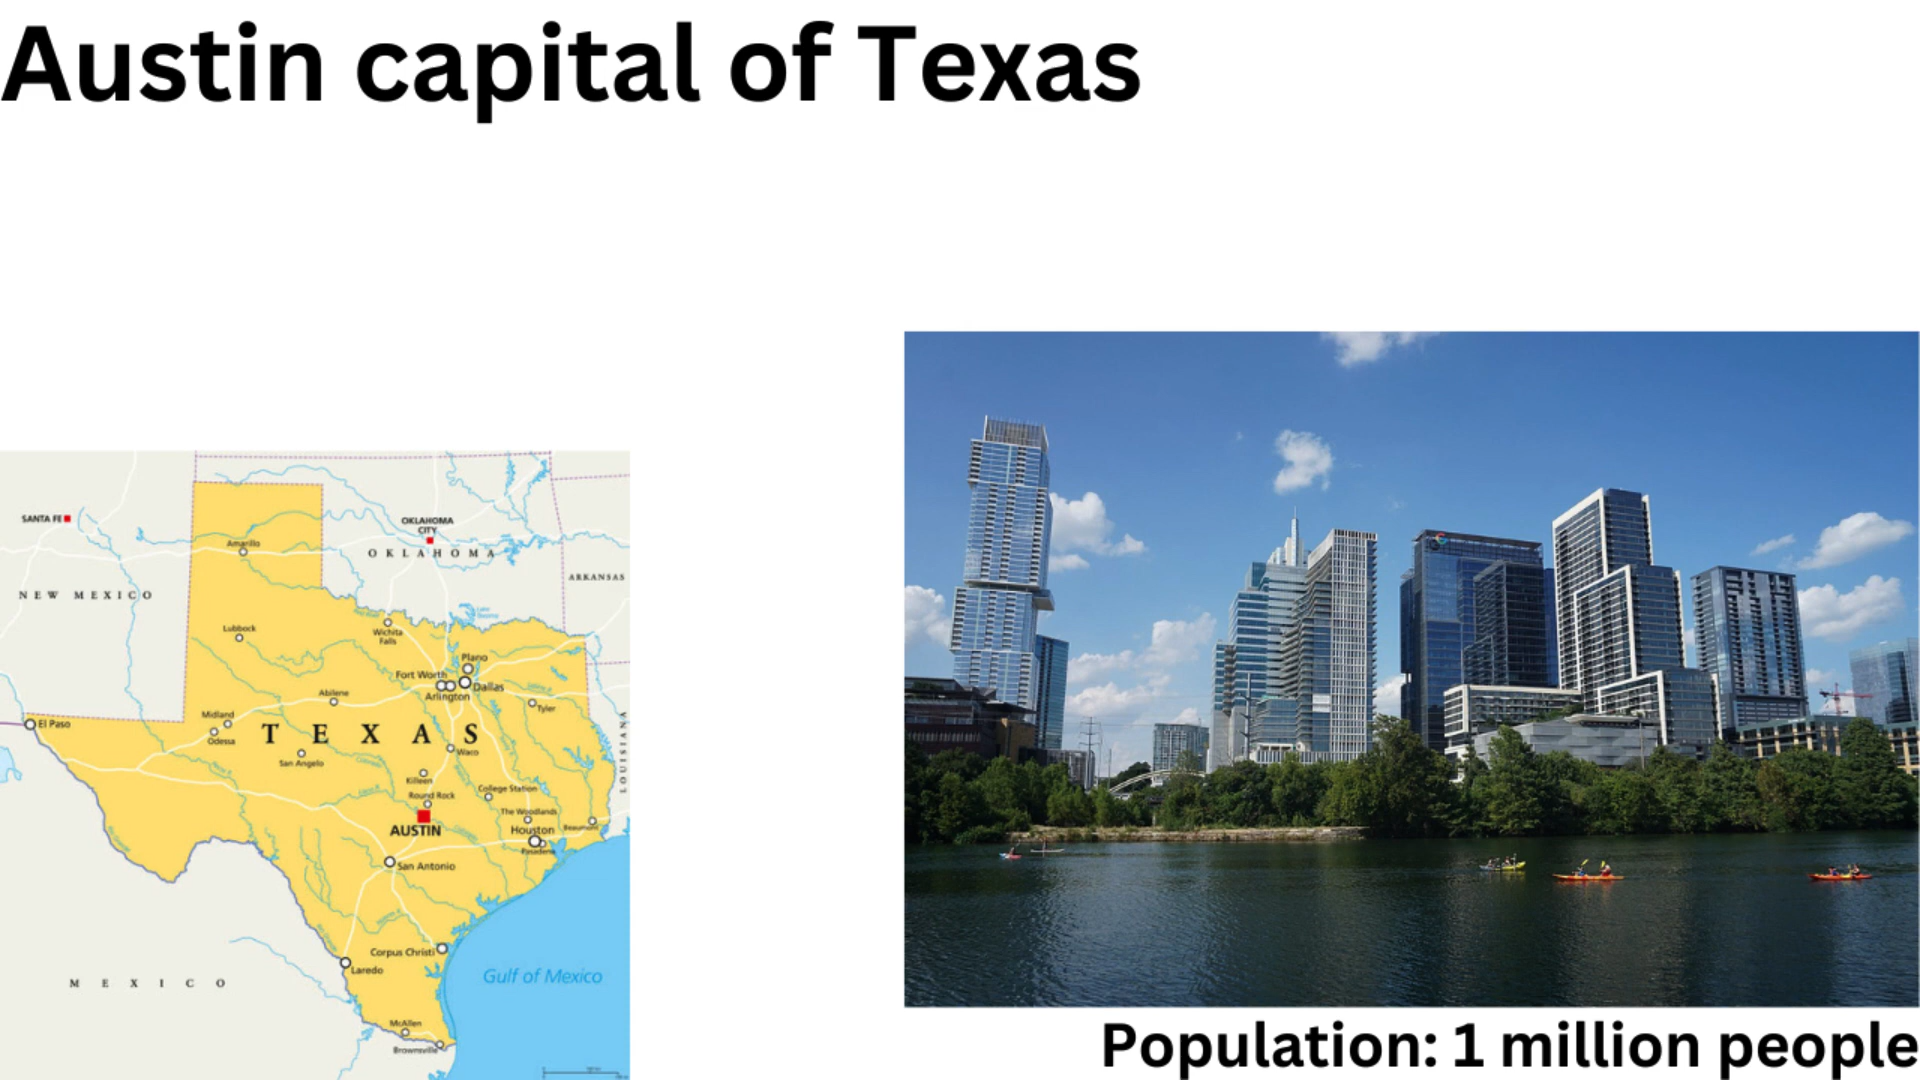 Austin capital of Texas
SANTA FE
OKLAHOMA
CITY
OKLAHOMA
ARKANSAS
NEW MEXICO
Amarillo
Lubbock
Wichita
Falls
Plano
Fort Worth
Dallas
Arlington
Abilene
Tyler
Midland
El Paso
Odessa
TEXAS
LOUISIANA
Waco
San Angelo
Killeen
College Station
Round Rock
The Woodlands
AUSTIN
Houston
Beaumont
Pasadena
San Antonio
Corpus Christi
Laredo
Gulf of Mexico
MEXICO
McAllen
Brownsville
Population: 1 million people